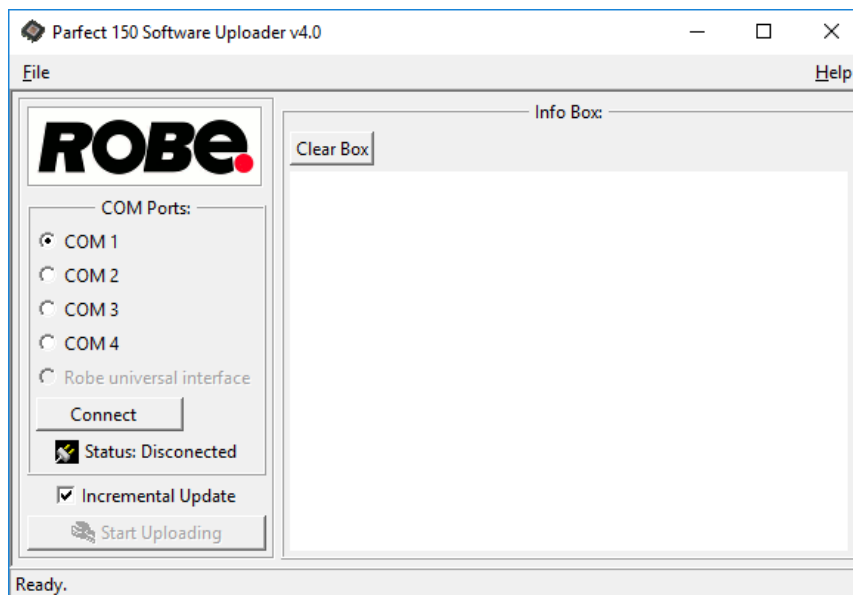 Parfect 150 Software Uploader v4.0
File Help
ROBE.
Info Box:
Clear Box
COM Ports:
COM 1
COM 2
COM 3
COM 4
Robe universal interface
Connect
Status: Disconected
Incremental Update
Start Uploading
Ready.